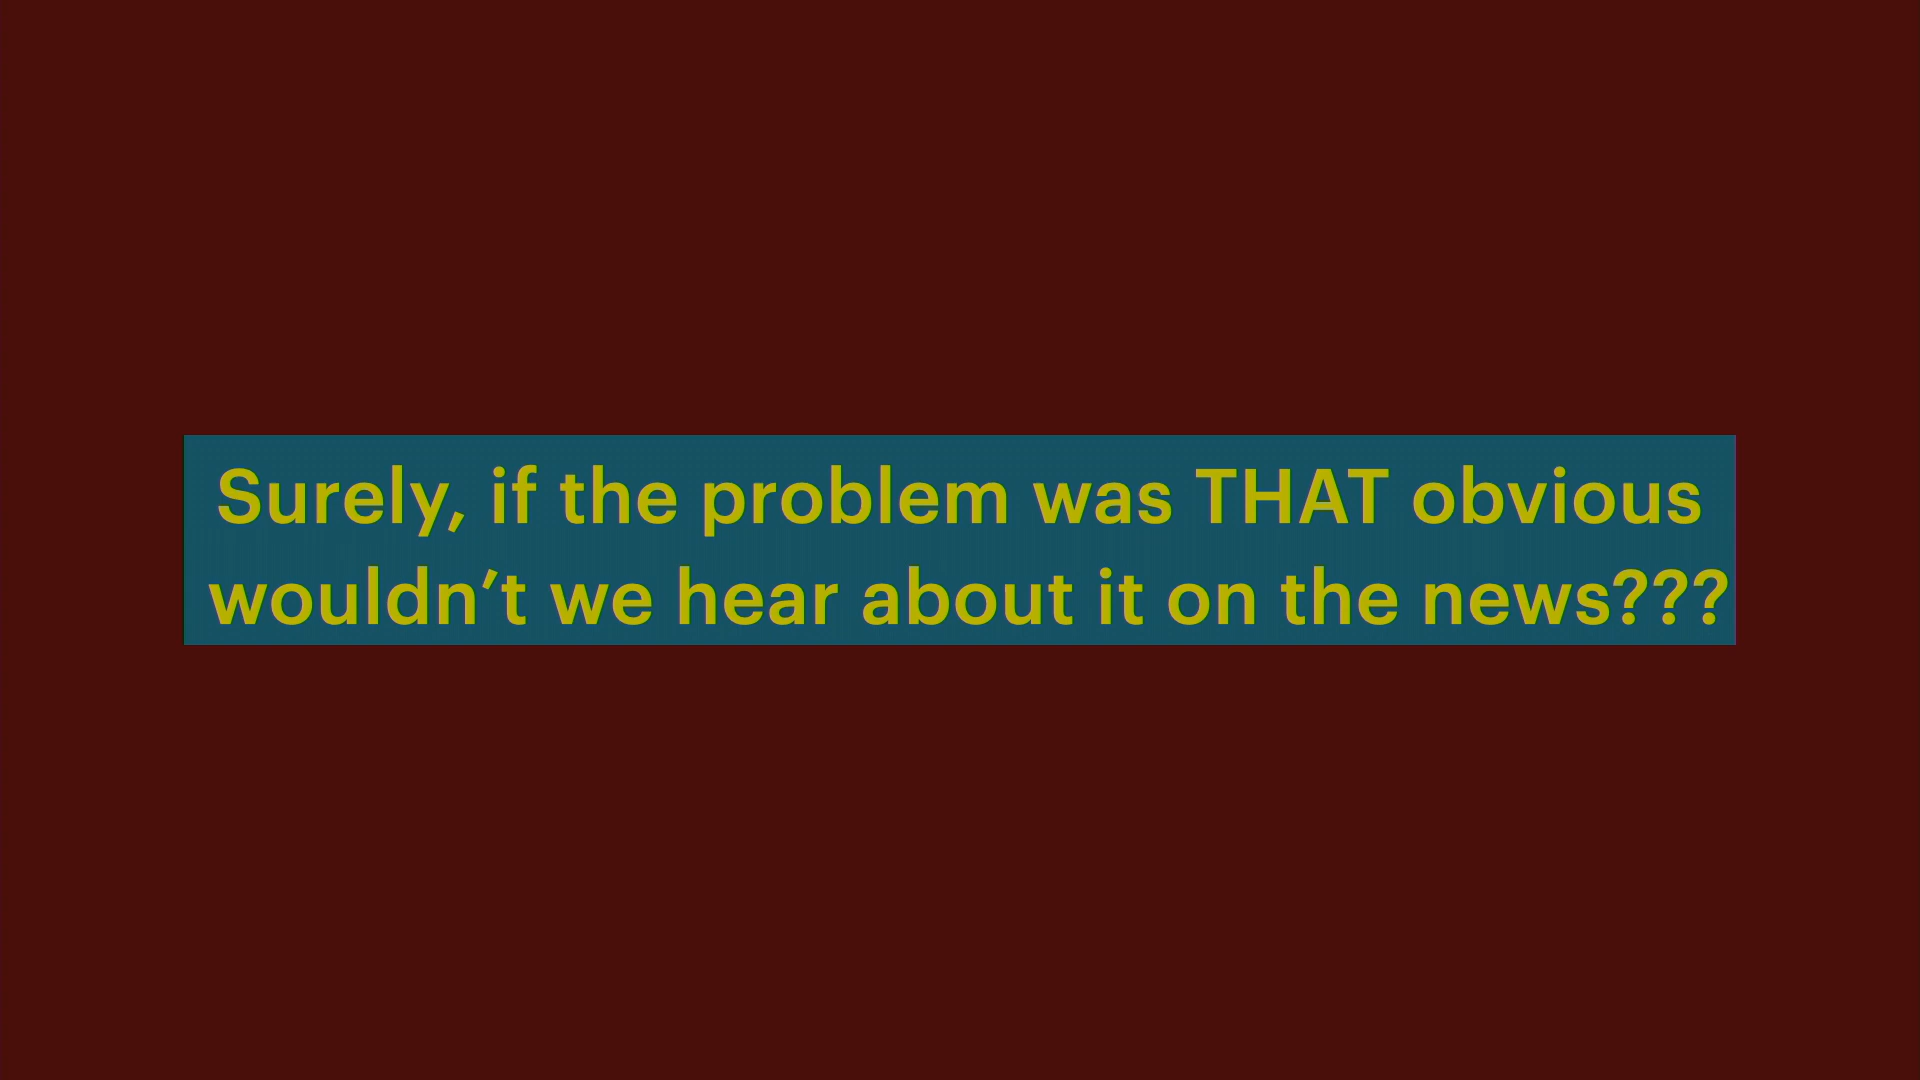 Surely, if the problem was THAT obvious
wouldn’t we hear about it on the news???